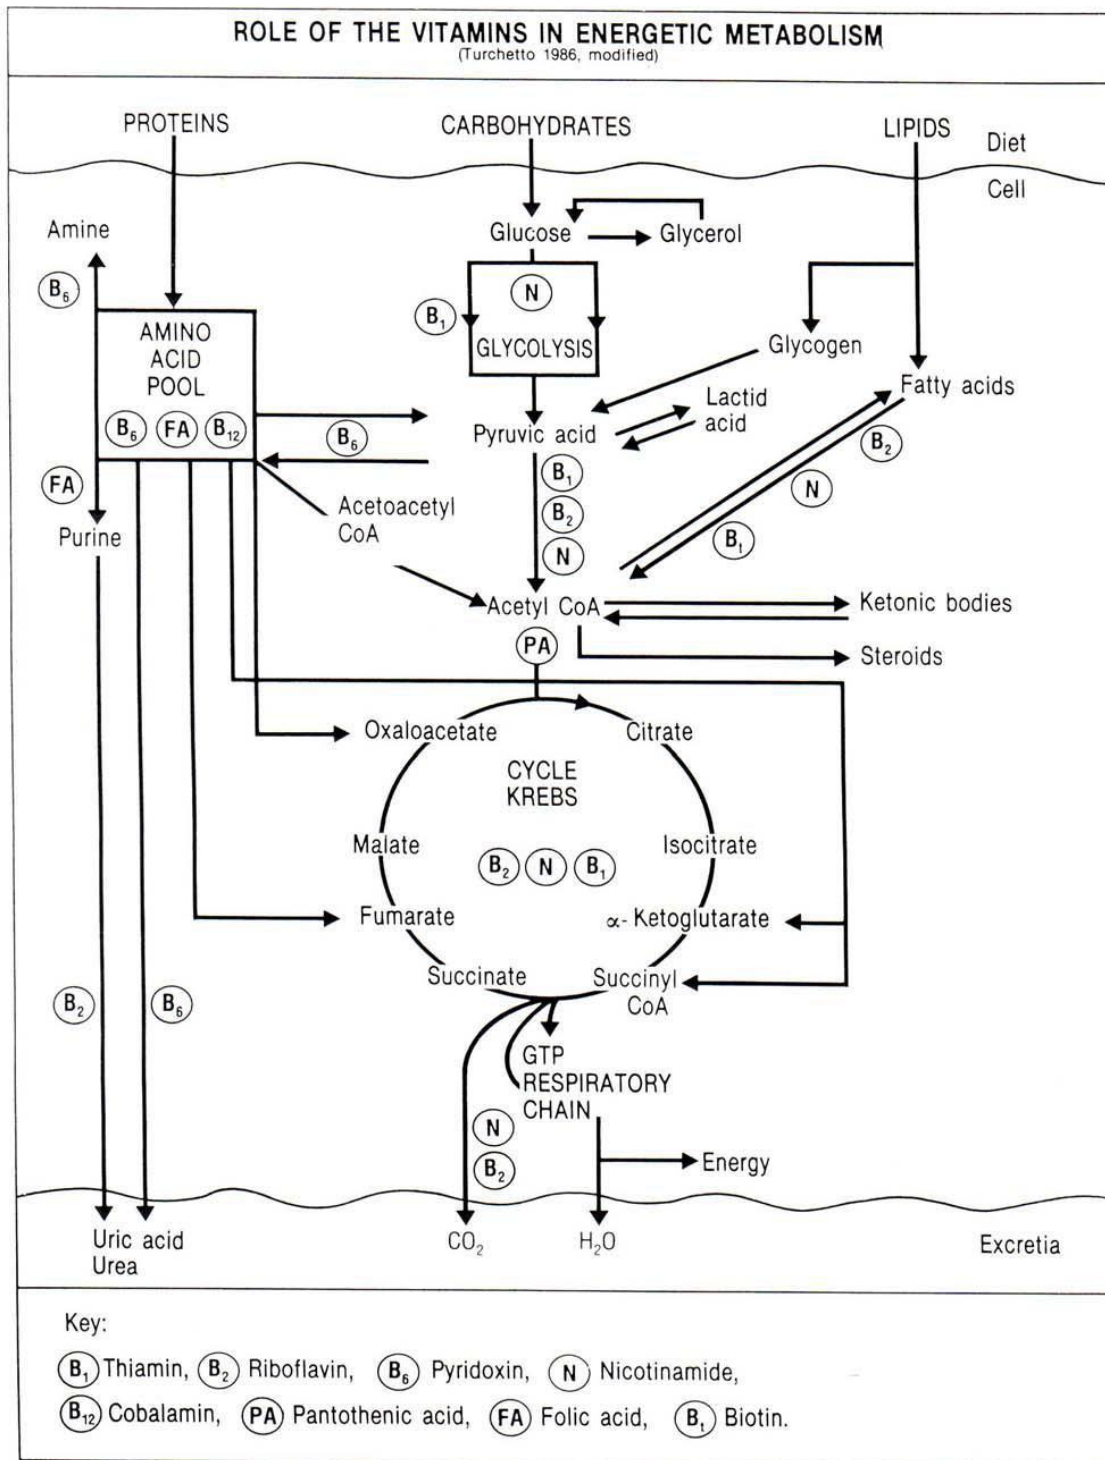 ROLE OF THE VITAMINS IN ENERGETIC METABOLISM
(Turchetto 1986, modified)
PROTEINS
CARBOHYDRATES
LIPIDS
Diet
Cell
Amine
Glucose
Glycerol
B₆
N
B₁
AMINO
ACID
POOL
GLYCOLYSIS
Glycogen
Fatty acids
B₆ FA B₁₂
B₆
Pyruvic acid
Lactid
acid
B₂
N
Bₜ
FA
Purine
Acetoacetyl
CoA
B₁
B₂
N
Acetyl CoA
PA
Ketonic bodies
Steroids
Oxaloacetate
Citrate
CYCLE
KREBS
Malate
Isocitrate
B₂ N B₁
Fumarate
α- Ketoglutarate
Succinate
Succinyl
CoA
B₂
B₆
GTP
RESPIRATORY
CHAIN
N
B₂
Energy
Uric acid
Urea
CO₂
H₂O
Excretia
Key:
B₁ Thiamin, B₂ Riboflavin, B₆ Pyridoxin, N Nicotinamide,
B₁₂ Cobalamin, PA Pantothenic acid, FA Folic acid, Bₜ Biotin.